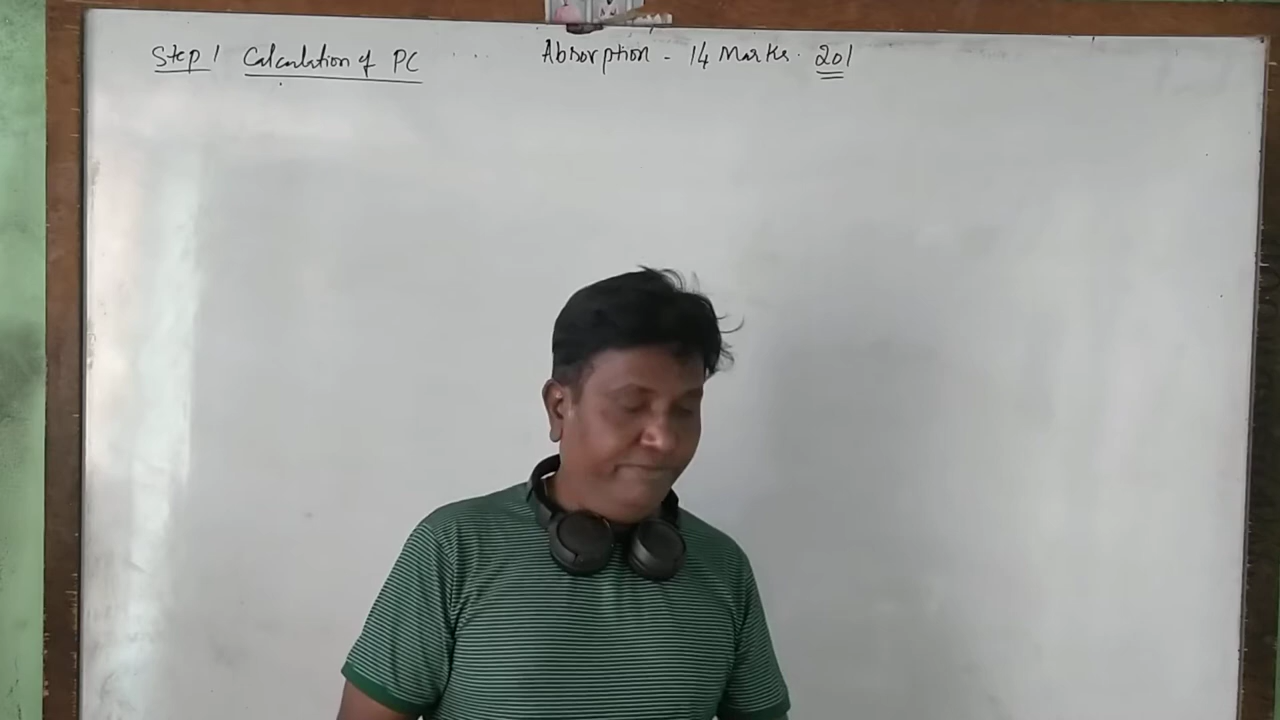 Step 1 Calculation of PC ... Absorption - 14 Marks. 201